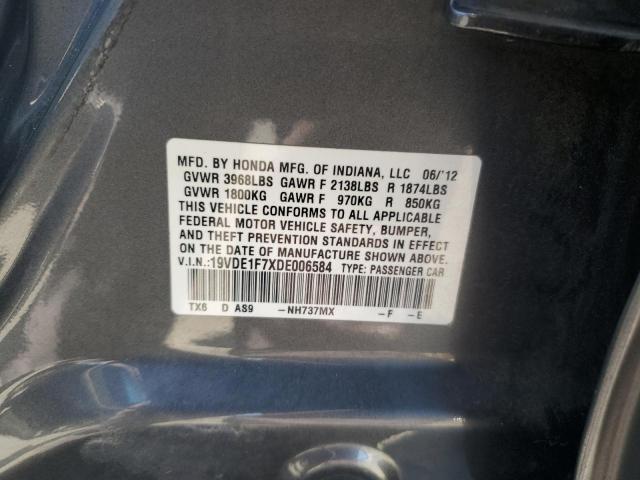 MFD. BY HONDA MFG. OF INDIANA, LLC 06/'12
GVWR 3968LBS GAWR F 2138LBS R 1874LBS
GVWR 1800KG GAWR F 970KG R 850KG
THIS VEHICLE CONFORMS TO ALL APPLICABLE
FEDERAL MOTOR VEHICLE SAFETY, BUMPER,
AND THEFT PREVENTION STANDARDS IN EFFECT
ON THE DATE OF MANUFACTURE SHOWN ABOVE.
V.I.N.:19VDE1F7XDE006584 TYPE: PASSENGER CAR
TX6 D AS9 -NH737MX -F -E